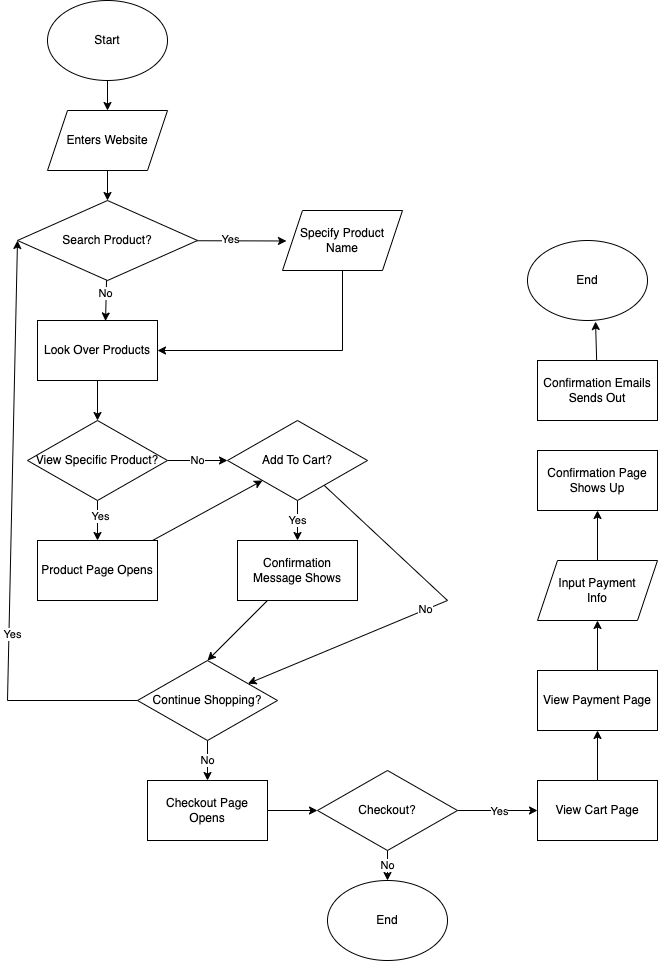 Start
Enters Website
Search Product?
Yes
Specify Product
Name
No
Look Over Products
View Specific Product?
No
Add To Cart?
Yes
Yes
Product Page Opens
Confirmation
Message Shows
No
Yes
Continue Shopping?
No
Checkout Page
Opens
Checkout?
Yes
View Cart Page
No
End
View Payment Page
Input Payment
Info
Confirmation Page
Shows Up
Confirmation Emails
Sends Out
End